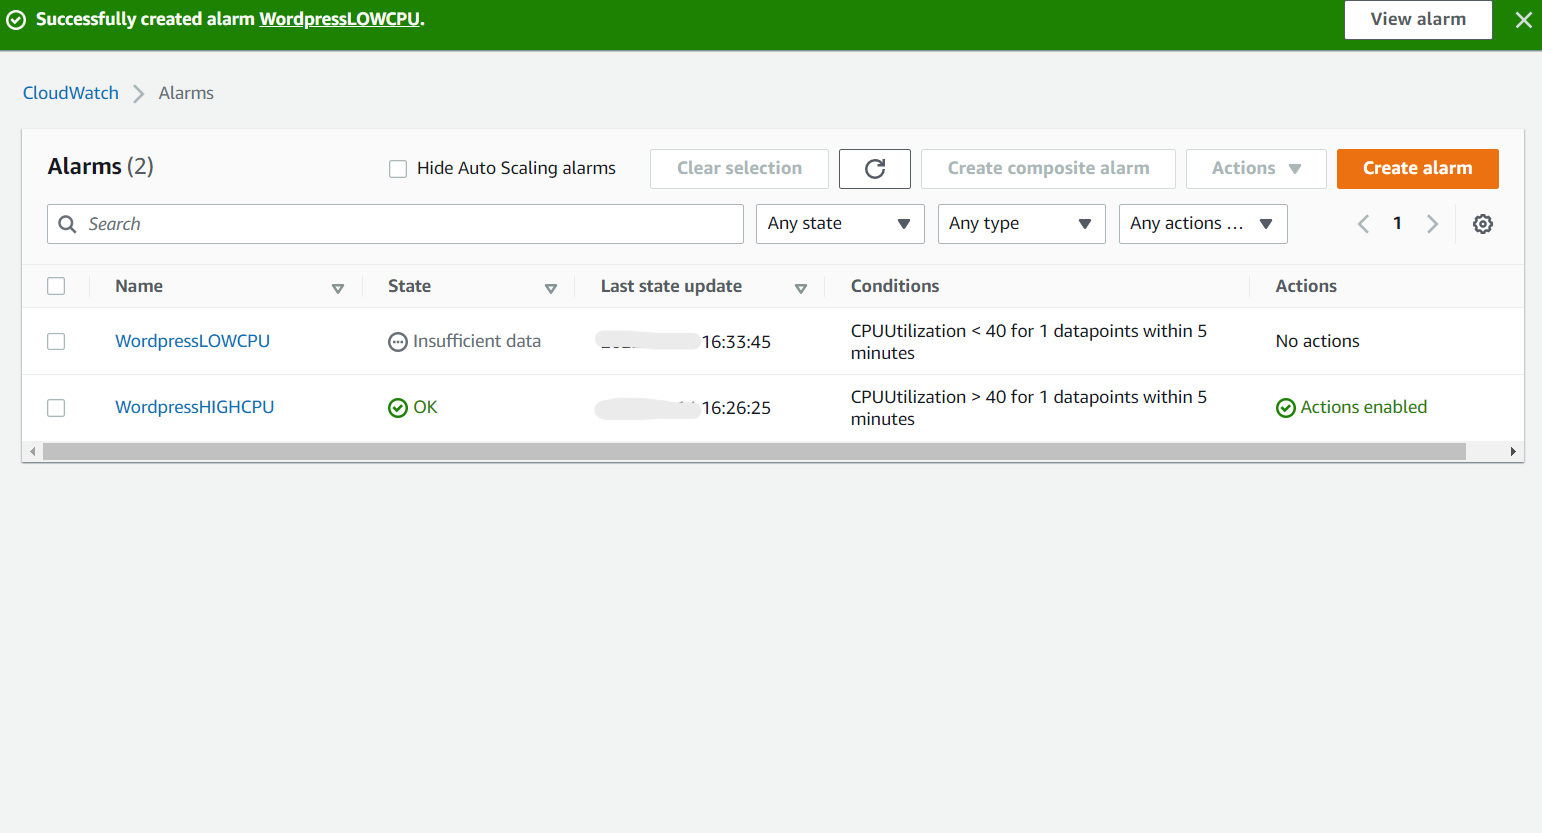 Successfully created alarm WordpressLOWCPU.
View alarm
CloudWatch
Alarms
Alarms (2)
Hide Auto Scaling alarms
Clear selection
Create composite alarm
Actions
Create alarm
Search
Any state
Any type
Any actions ...
1
Name
State
Last state update
Conditions
Actions
WordpressLOWCPU
Insufficient data
16:33:45
CPUUtilization < 40 for 1 datapoints within 5
minutes
No actions
WordpressHIGHCPU
OK
16:26:25
CPUUtilization > 40 for 1 datapoints within 5
minutes
Actions enabled